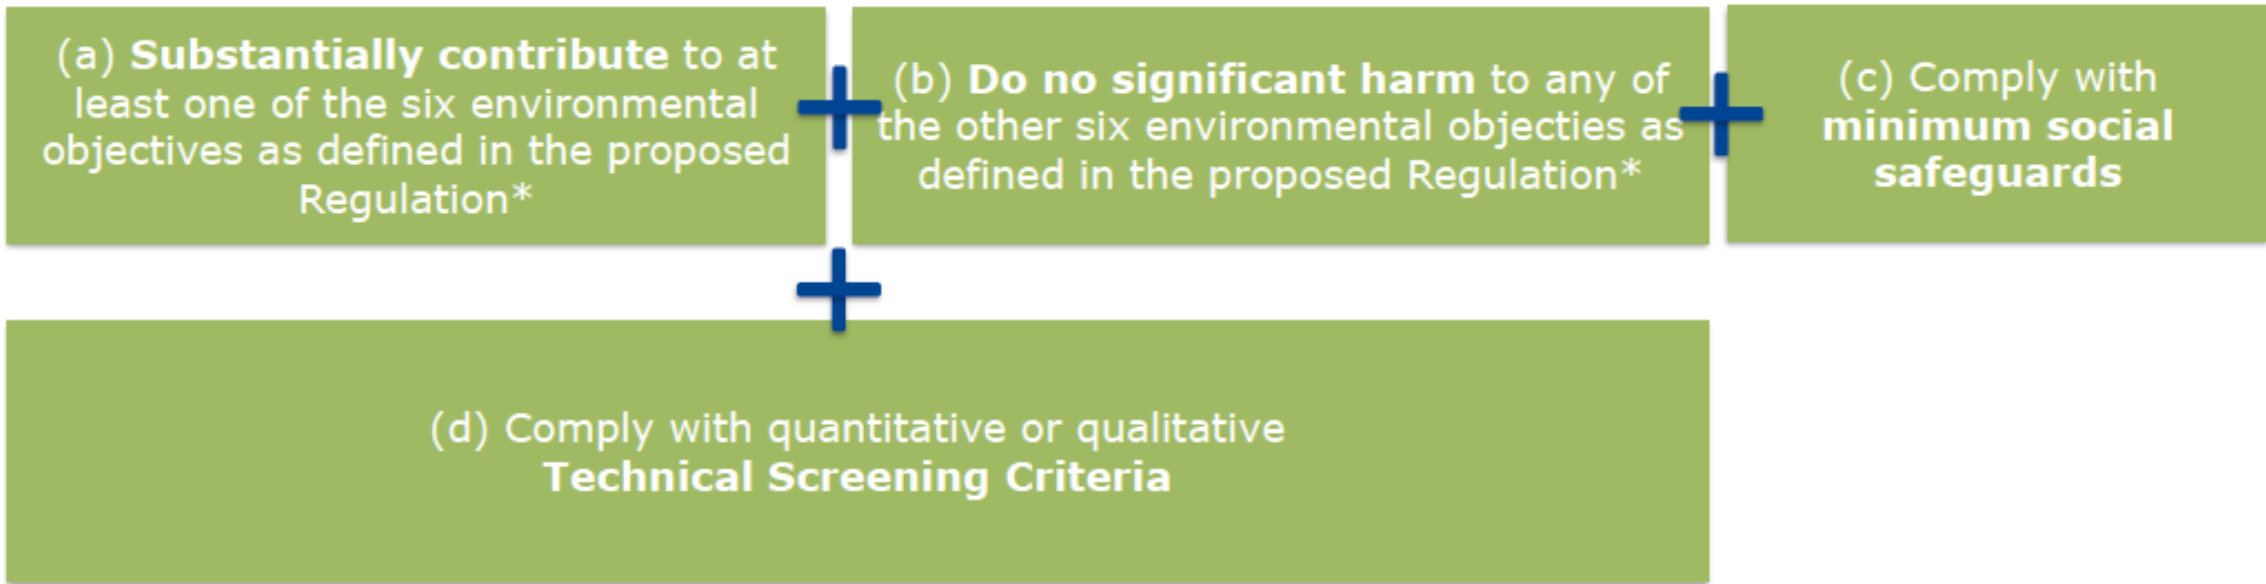 (a) Substantially contribute to at
least one of the six environmental
objectives as defined in the proposed
Regulation*
(b) Do no significant harm to any of
the other six environmental objecties as
defined in the proposed Regulation*
(c) Comply with
minimum social
safeguards
(d) Comply with quantitative or qualitative
Technical Screening Criteria